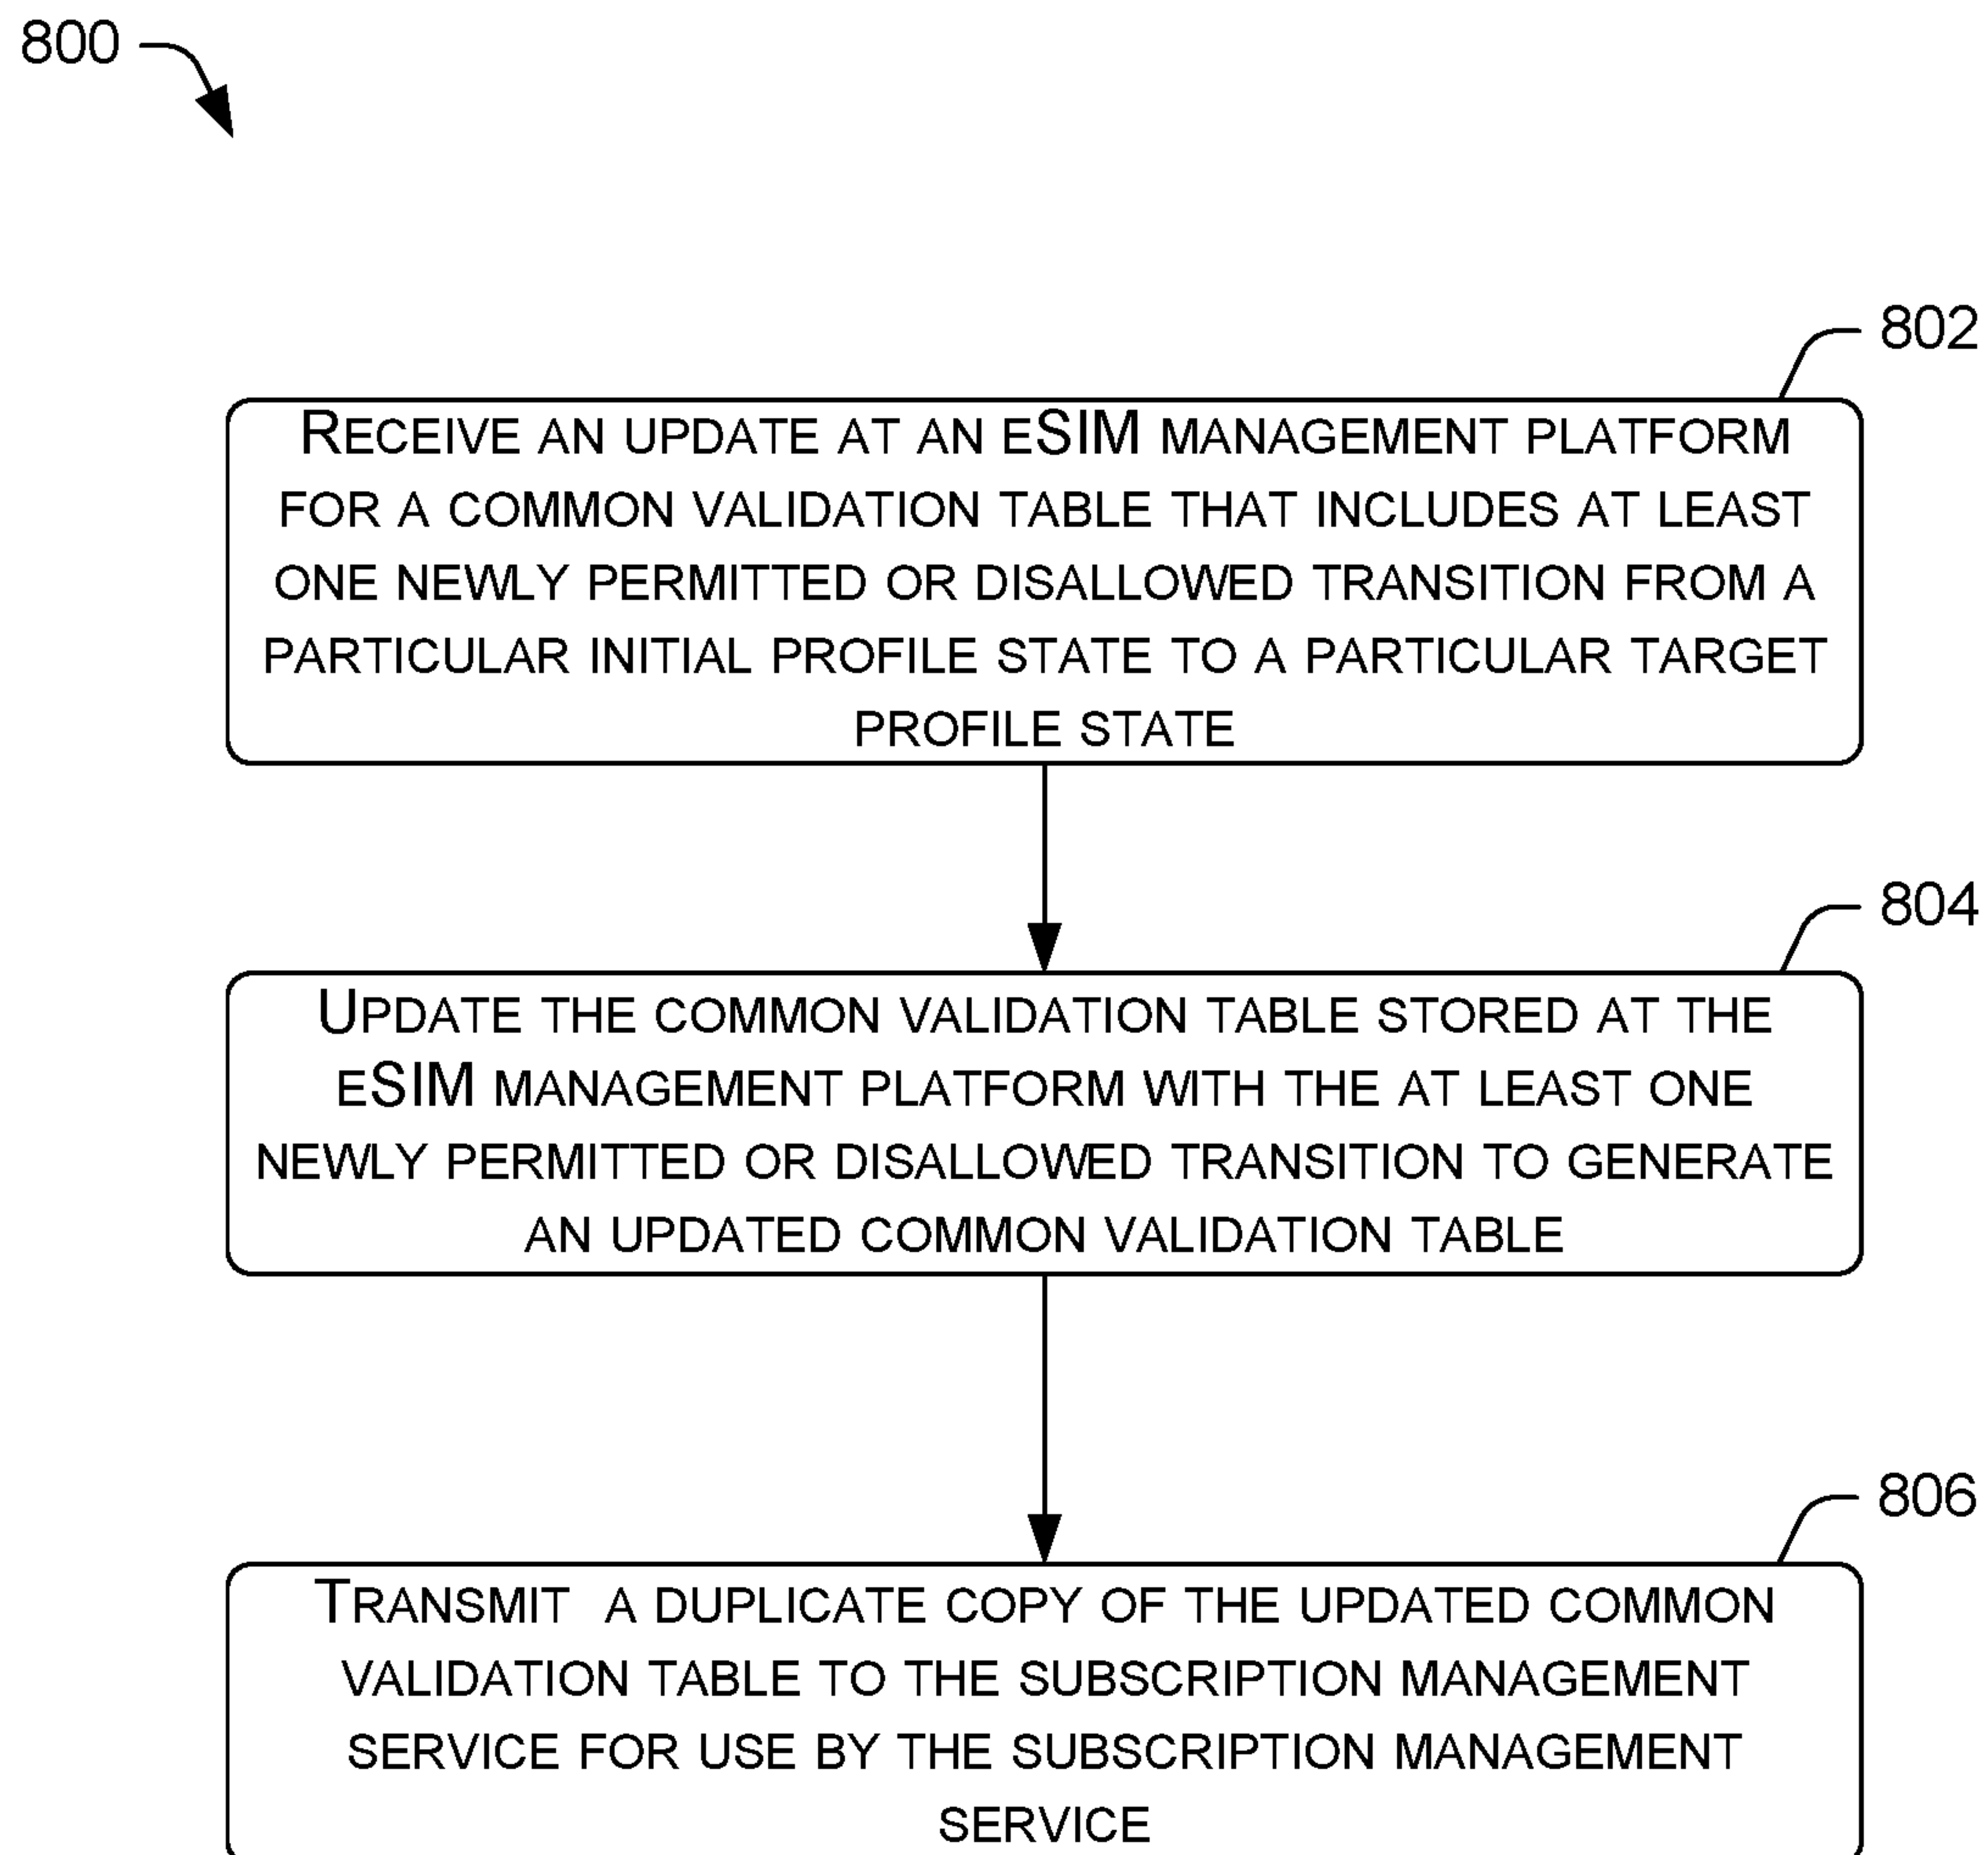 800
802
RECEIVE AN UPDATE AT AN eSIM MANAGEMENT PLATFORM
FOR A COMMON VALIDATION TABLE THAT INCLUDES AT LEAST
ONE NEWLY PERMITTED OR DISALLOWED TRANSITION FROM A
PARTICULAR INITIAL PROFILE STATE TO A PARTICULAR TARGET
PROFILE STATE
804
UPDATE THE COMMON VALIDATION TABLE STORED AT THE
eSIM MANAGEMENT PLATFORM WITH THE AT LEAST ONE
NEWLY PERMITTED OR DISALLOWED TRANSITION TO GENERATE
AN UPDATED COMMON VALIDATION TABLE
806
TRANSMIT A DUPLICATE COPY OF THE UPDATED COMMON
VALIDATION TABLE TO THE SUBSCRIPTION MANAGEMENT
SERVICE FOR USE BY THE SUBSCRIPTION MANAGEMENT
SERVICE